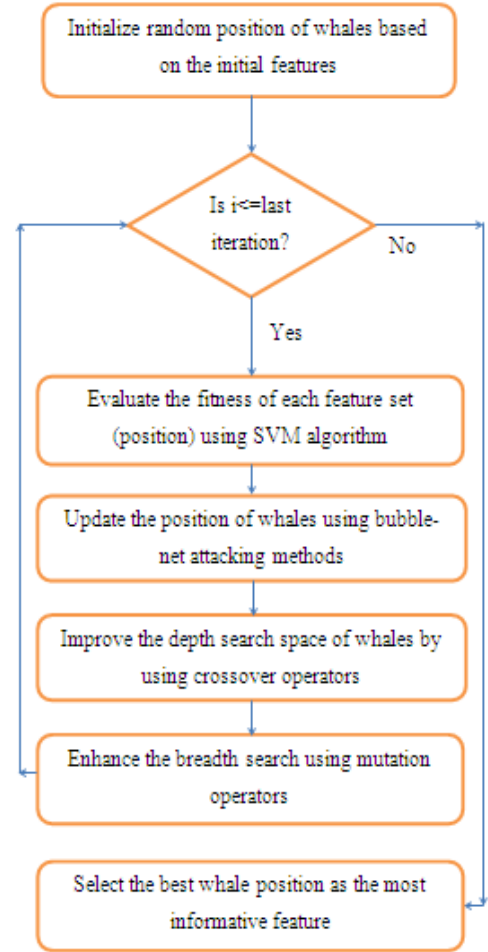 Initialize random position of whales based
on the initial features
Is i<=last
iteration?
No
Yes
Evaluate the fitness of each feature set
(position) using SVM algorithm
Update the position of whales using bubble-
net attacking methods
Improve the depth search space of whales by
using crossover operators
Enhance the breadth search using mutation
operators
Select the best whale position as the most
informative feature